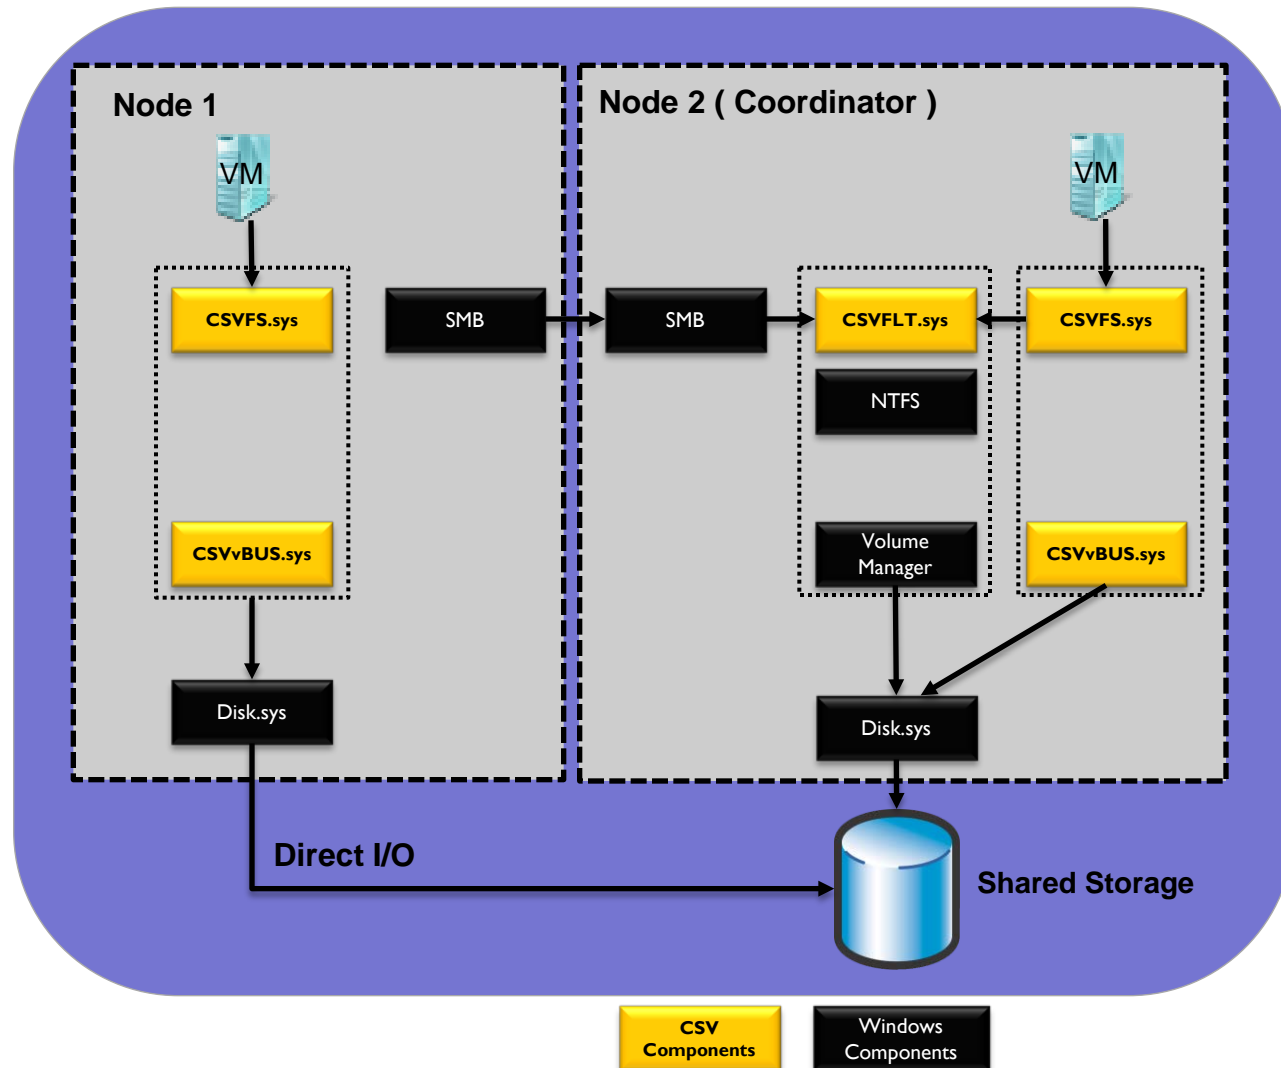 Node 1
Node 2 ( Coordinator )
VM
VM
CSVFS.sys
SMB
SMB
CSVFLT.sys
CSVFS.sys
NTFS
CSVvBUS.sys
Volume
Manager
CSVvBUS.sys
Disk.sys
Disk.sys
Direct I/O
Shared Storage
CSV
Components
Windows
Components